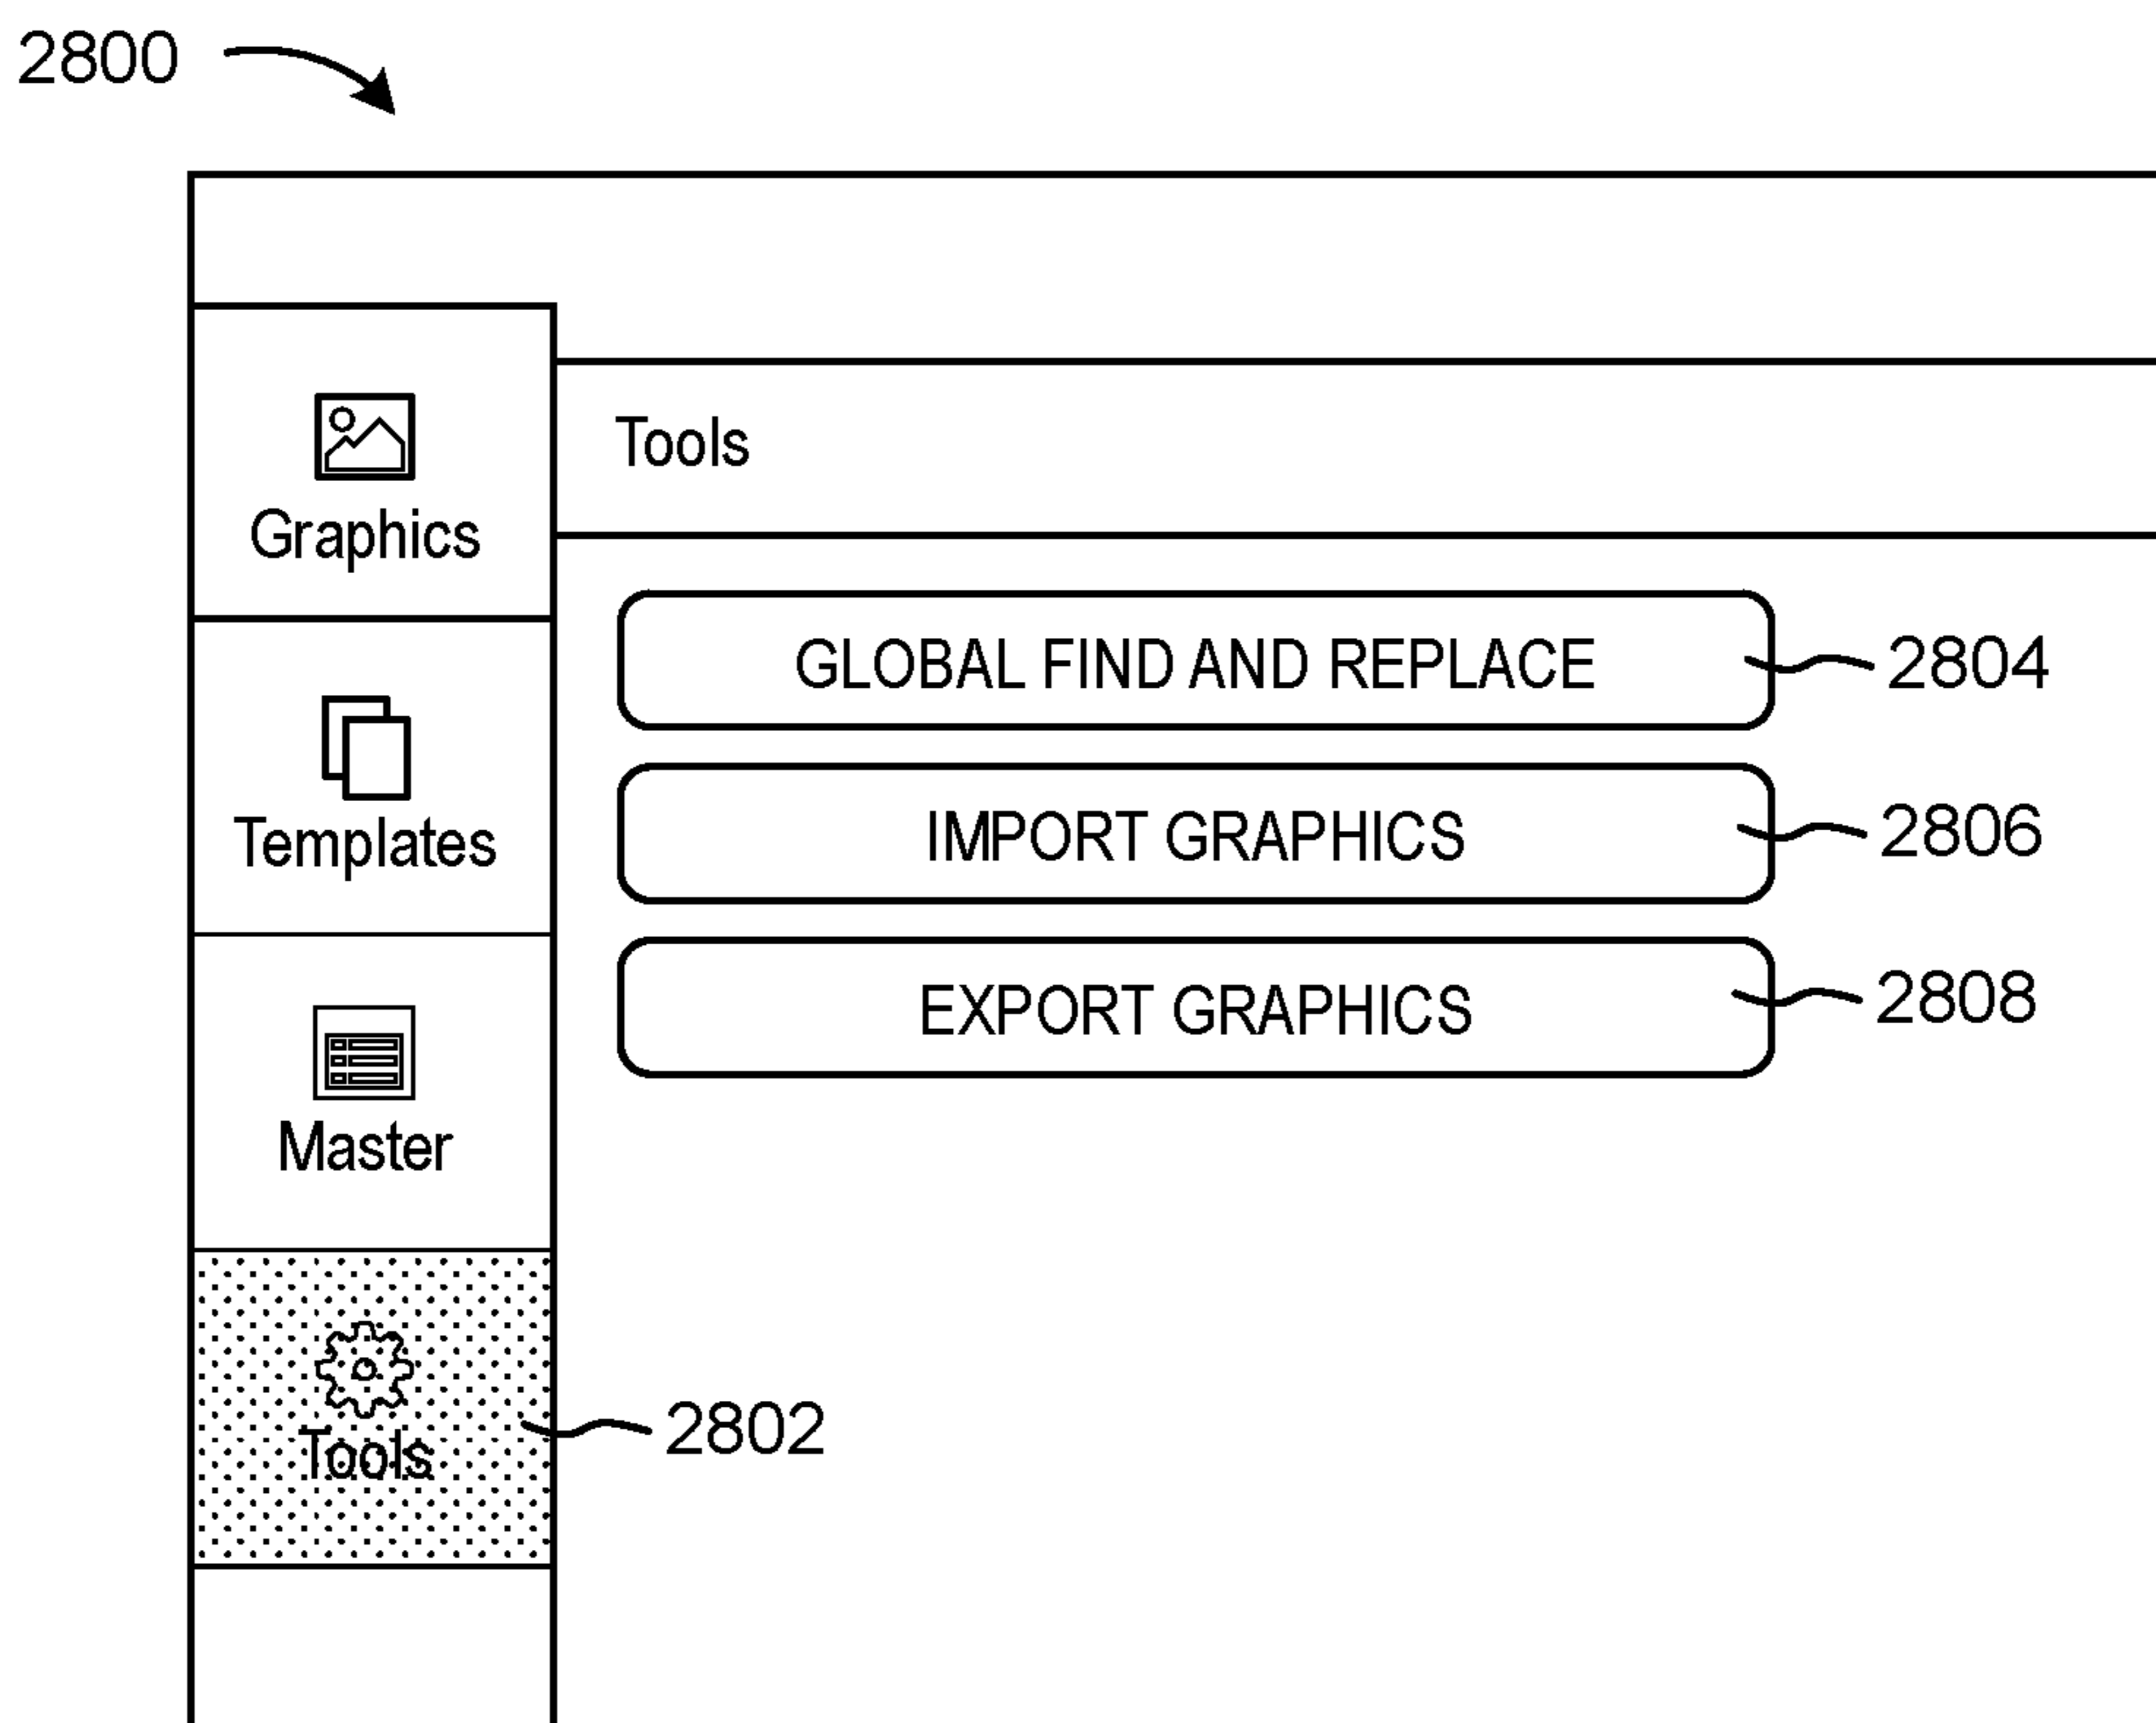 2800
Graphics
Templates
Master
Tools
2802
Tools
GLOBAL FIND AND REPLACE
2804
IMPORT GRAPHICS
2806
EXPORT GRAPHICS
2808